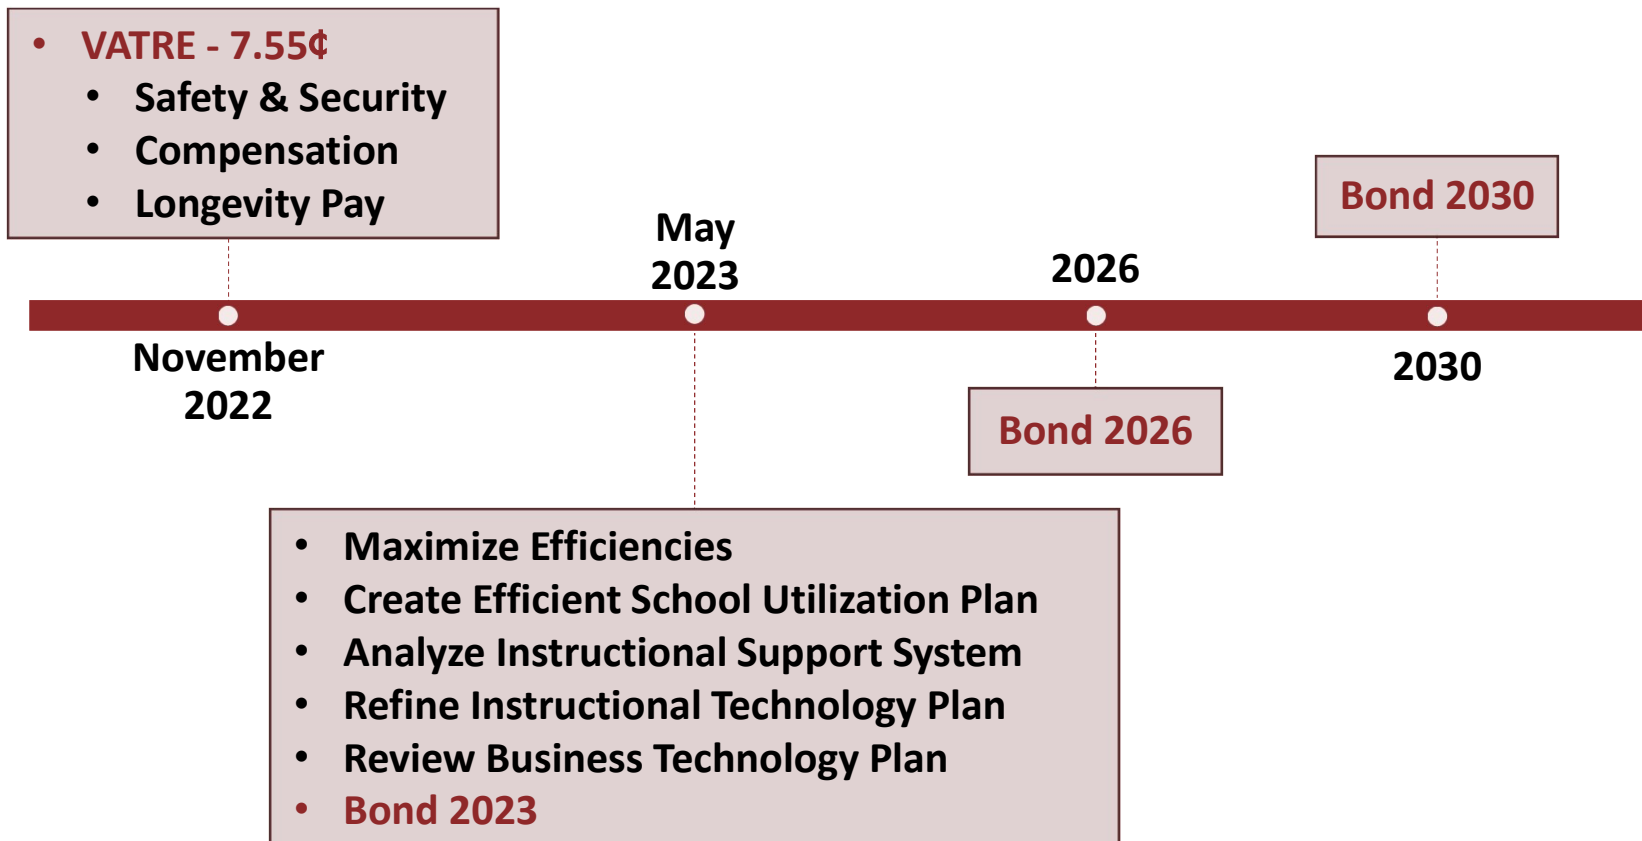 • VATRE - 7.55¢
• Safety & Security
• Compensation
• Longevity Pay
November
2022
May
2023
2026
Bond 2030
2030
Bond 2026
• Maximize Efficiencies
• Create Efficient School Utilization Plan
• Analyze Instructional Support System
• Refine Instructional Technology Plan
• Review Business Technology Plan
• Bond 2023